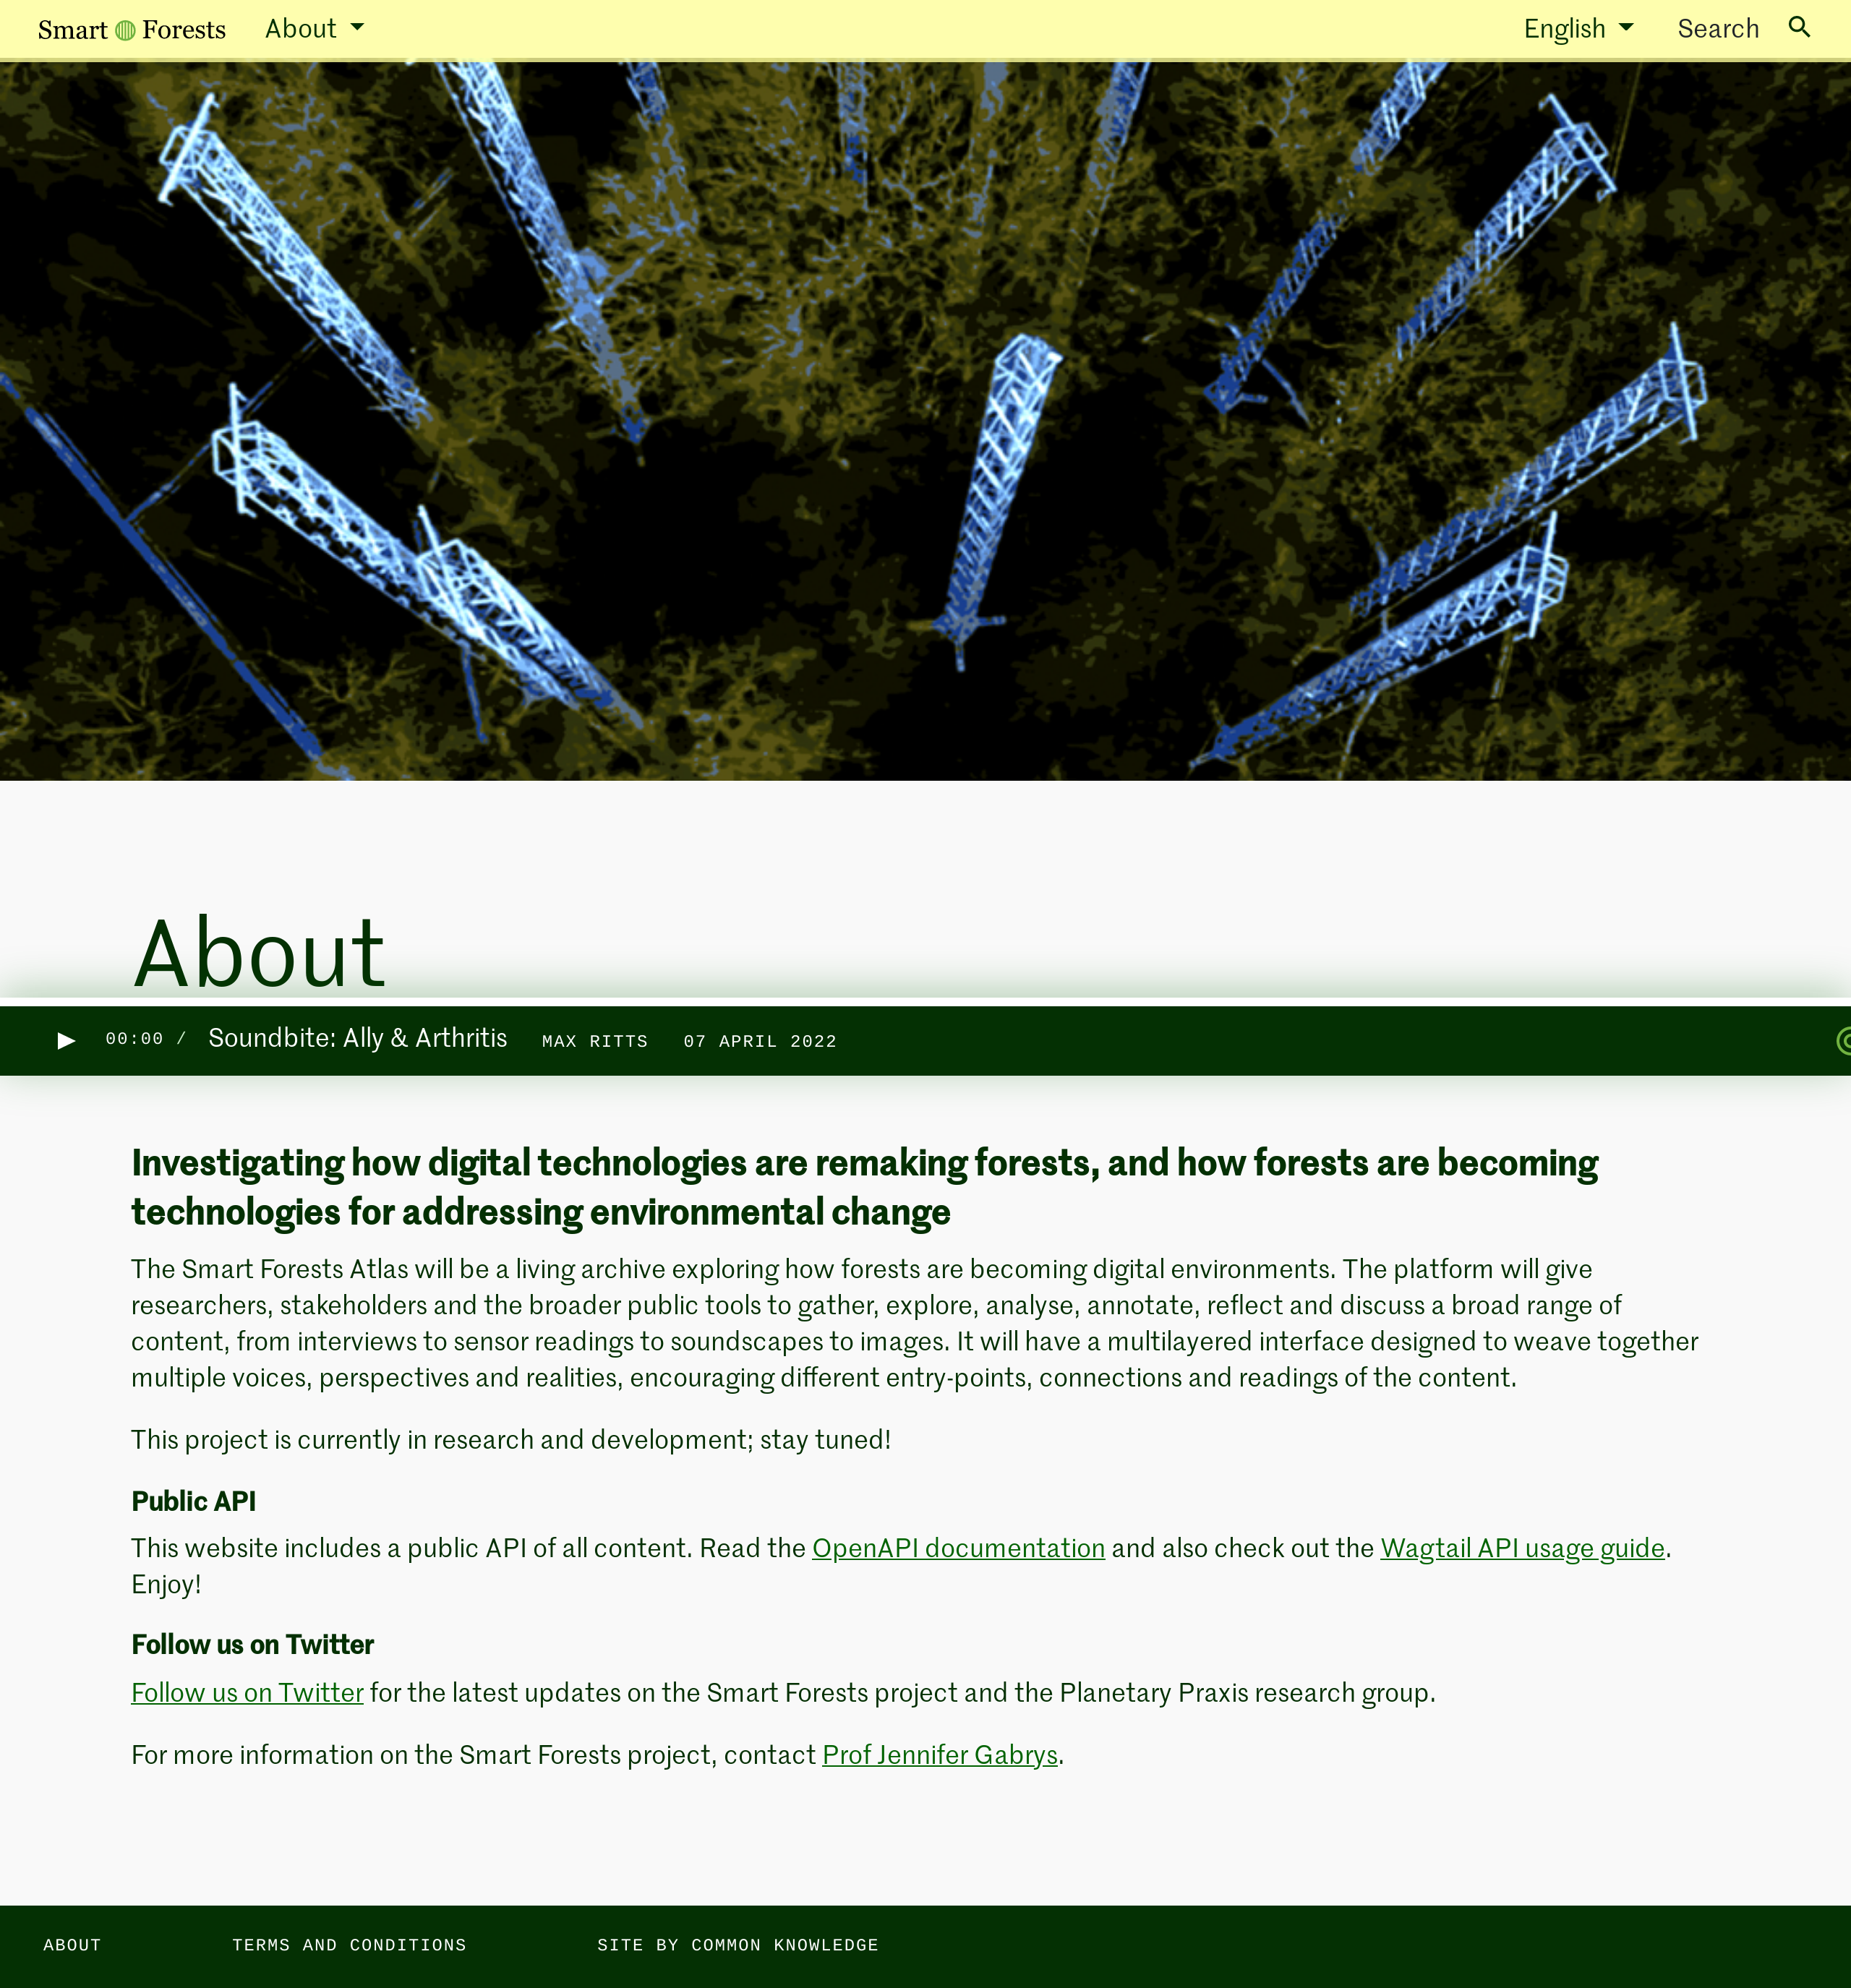 Smart Forests About English Search
About
00:00 / Soundbite: Ally & Arthritis MAX RITTS 07 APRIL 2022
Investigating how digital technologies are remaking forests, and how forests are becoming
technologies for addressing environmental change
The Smart Forests Atlas will be a living archive exploring how forests are becoming digital environments. The platform will give
researchers, stakeholders and the broader public tools to gather, explore, analyse, annotate, reflect and discuss a broad range of
content, from interviews to sensor readings to soundscapes to images. It will have a multilayered interface designed to weave together
multiple voices, perspectives and realities, encouraging different entry-points, connections and readings of the content.
This project is currently in research and development; stay tuned!
Public API
This website includes a public API of all content. Read the OpenAPI documentation and also check out the Wagtail API usage guide.
Enjoy!
Follow us on Twitter
Follow us on Twitter for the latest updates on the Smart Forests project and the Planetary Praxis research group.
For more information on the Smart Forests project, contact Prof Jennifer Gabrys.
ABOUT TERMS AND CONDITIONS SITE BY COMMON KNOWLEDGE